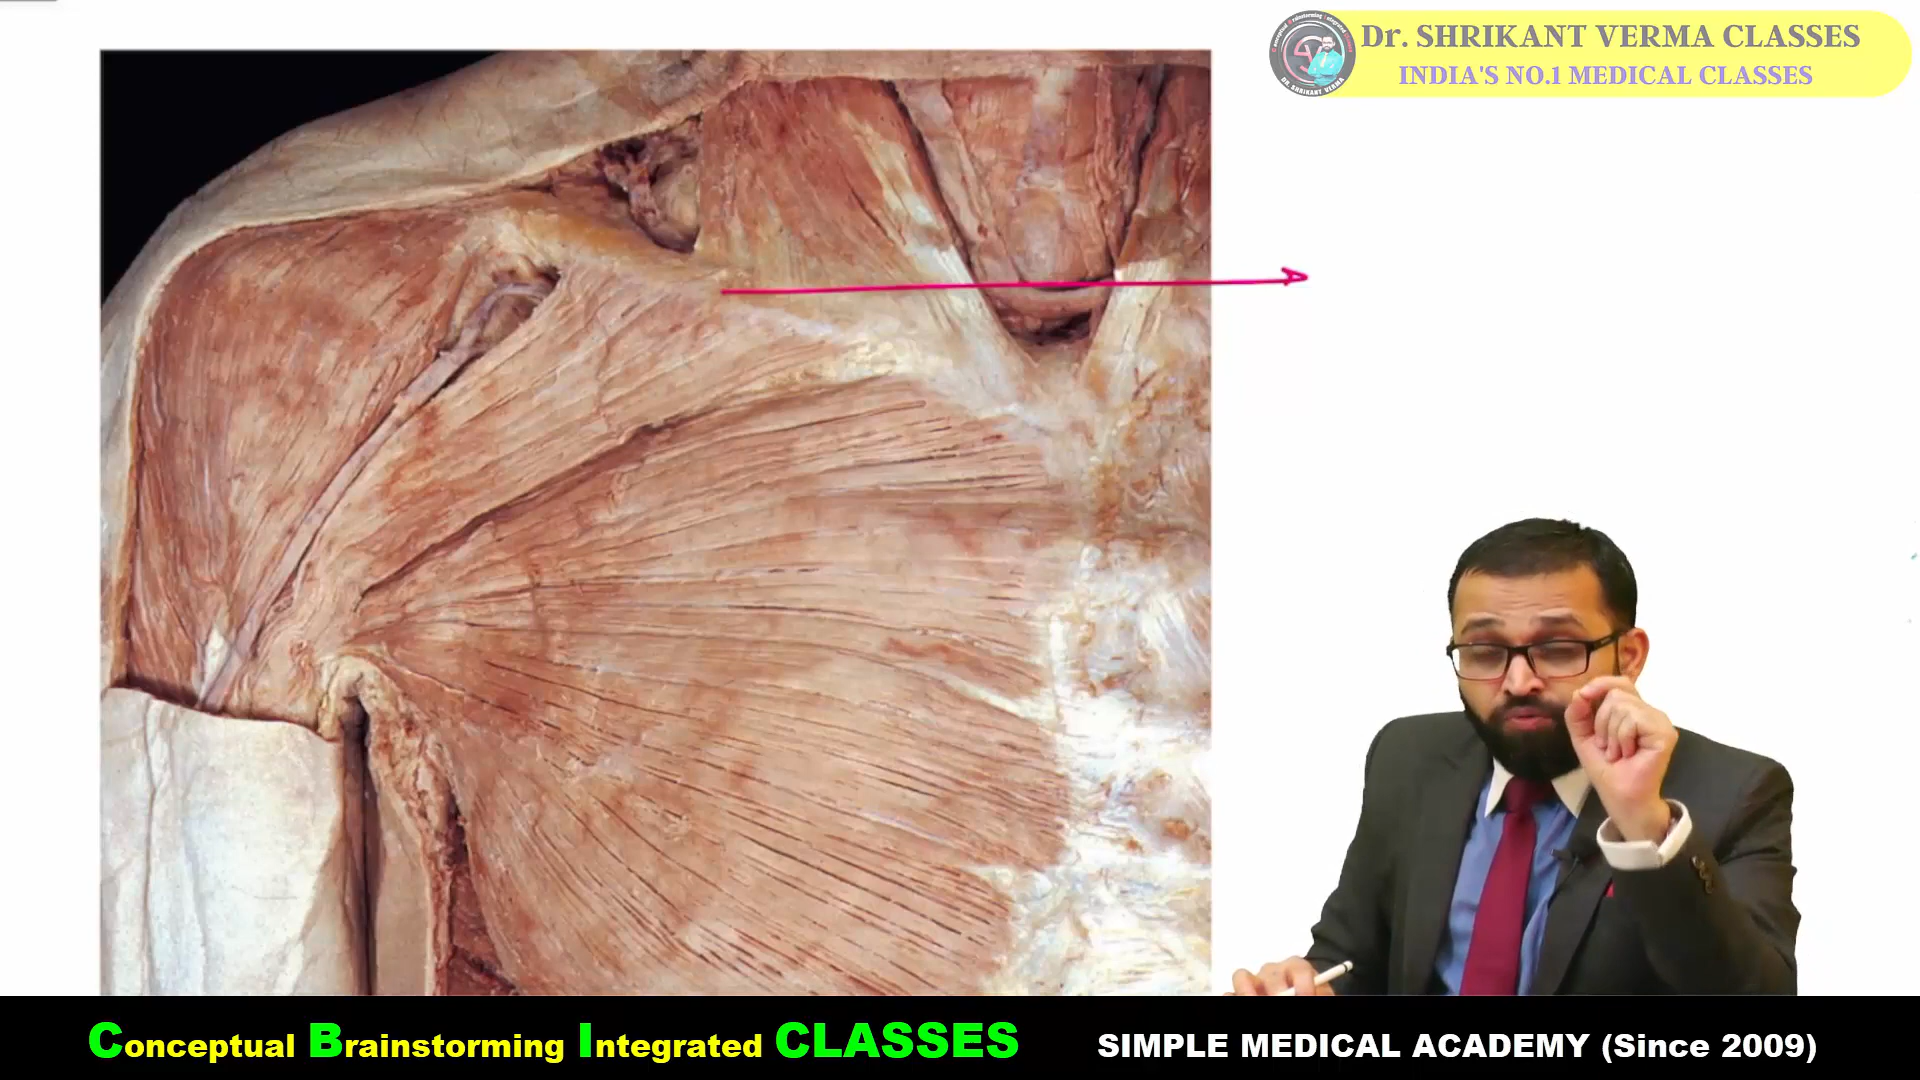 Dr. SHRIKANT VERMA CLASSES
INDIA'S NO.1 MEDICAL CLASSES
Conceptual Brainstorming Integrated CLASSES
SIMPLE MEDICAL ACADEMY (Since 2009)